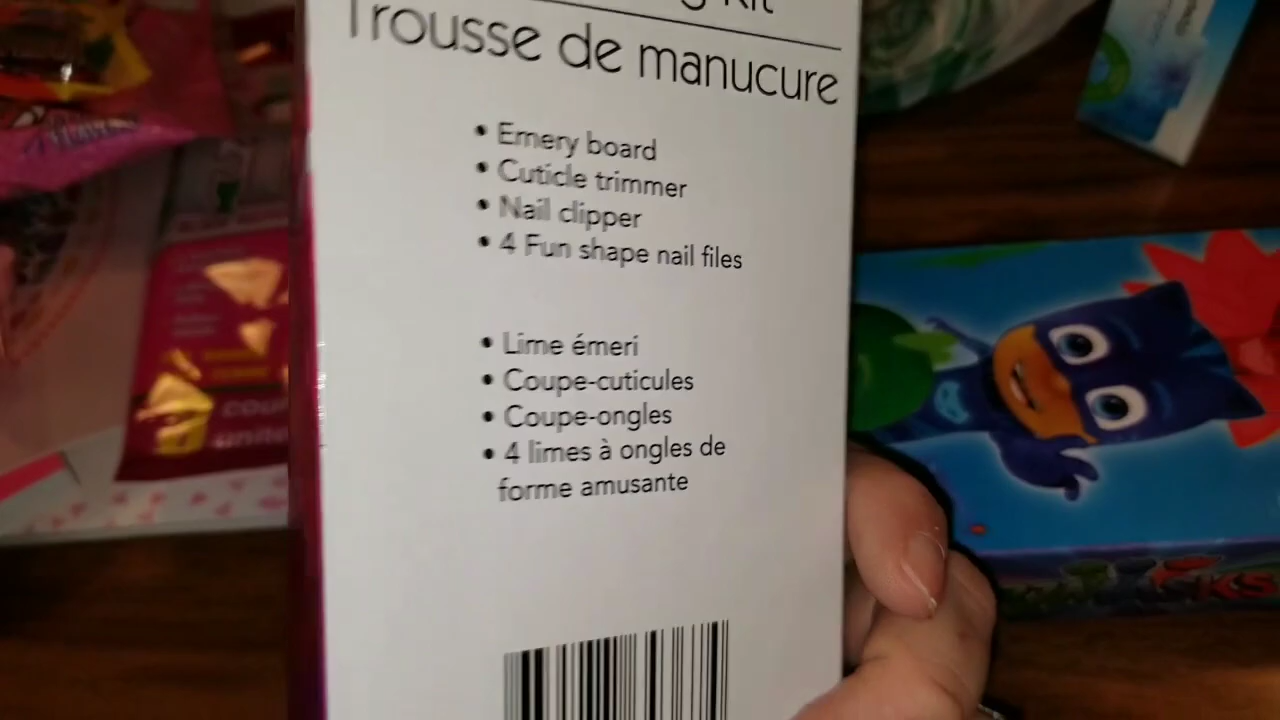 Kit
Trousse de manucure
• Emery board
• Cuticle trimmer
• Nail clipper
• 4 Fun shape nail files
• Lime émeri
• Coupe-cuticules
• Coupe-ongles
• 4 limes à ongles de
forme amusante